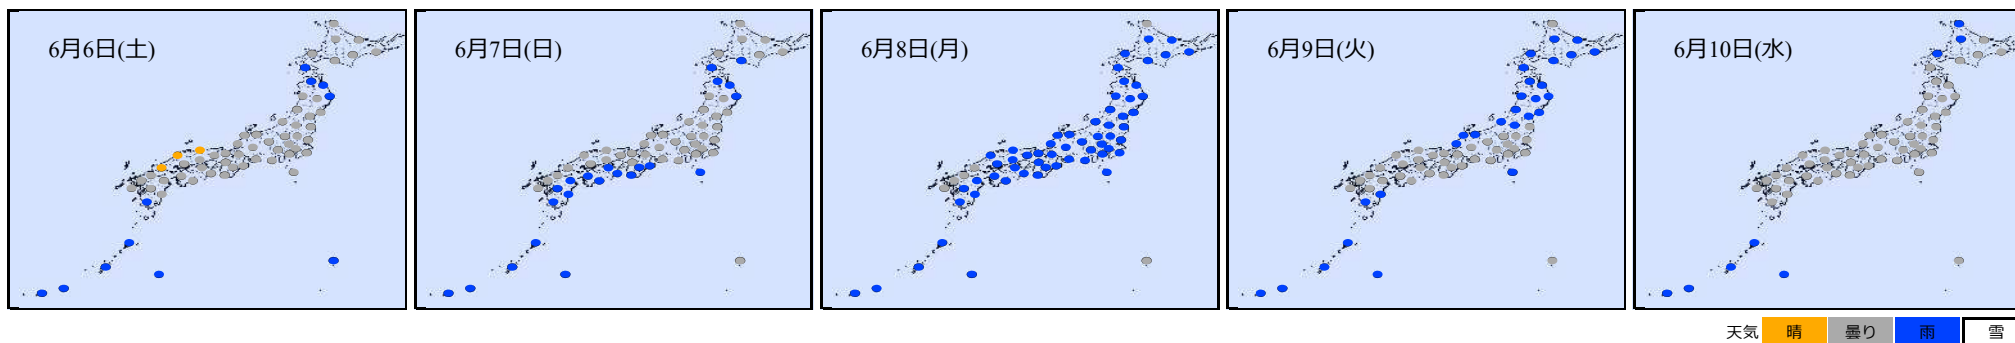 6月6日(土)
6月7日(日)
6月8日(月)
6月9日(火)
6月10日(水)
天気 晴 曇り 雨 雪